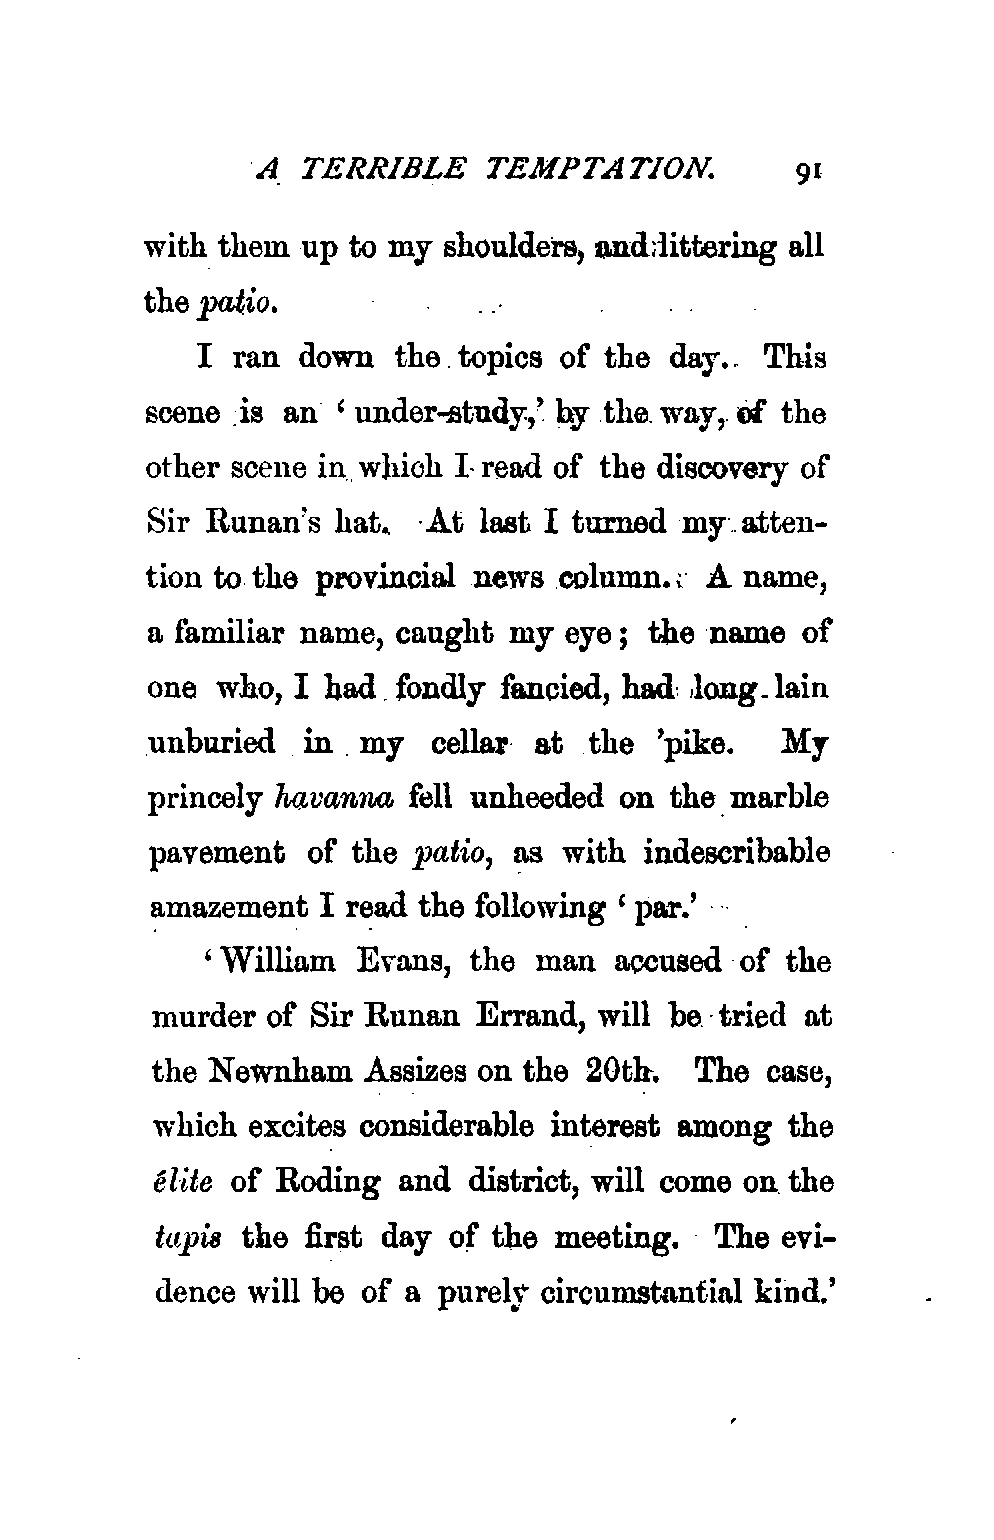 A TERRIBLE TEMPTATION. 91
with them up to my shoulders, and littering all
the patio.
I ran down the topics of the day. This
scene is an ‘under-study,’ by the way, of the
other scene in which I read of the discovery of
Sir Runan's hat. At last I turned my atten-
tion to the provincial news column. A name,
a familiar name, caught my eye; the name of
one who, I had fondly fancied, had long lain
unburied in my cellar at the ’pike. My
princely havanna fell unheeded on the marble
pavement of the patio, as with indescribable
amazement I read the following ‘par.’
‘William Evans, the man accused of the
murder of Sir Runan Errand, will be tried at
the Newnham Assizes on the 20th. The case,
which excites considerable interest among the
élite of Roding and district, will come on the
tapis the first day of the meeting. The evi-
dence will be of a purely circumstantial kind.’